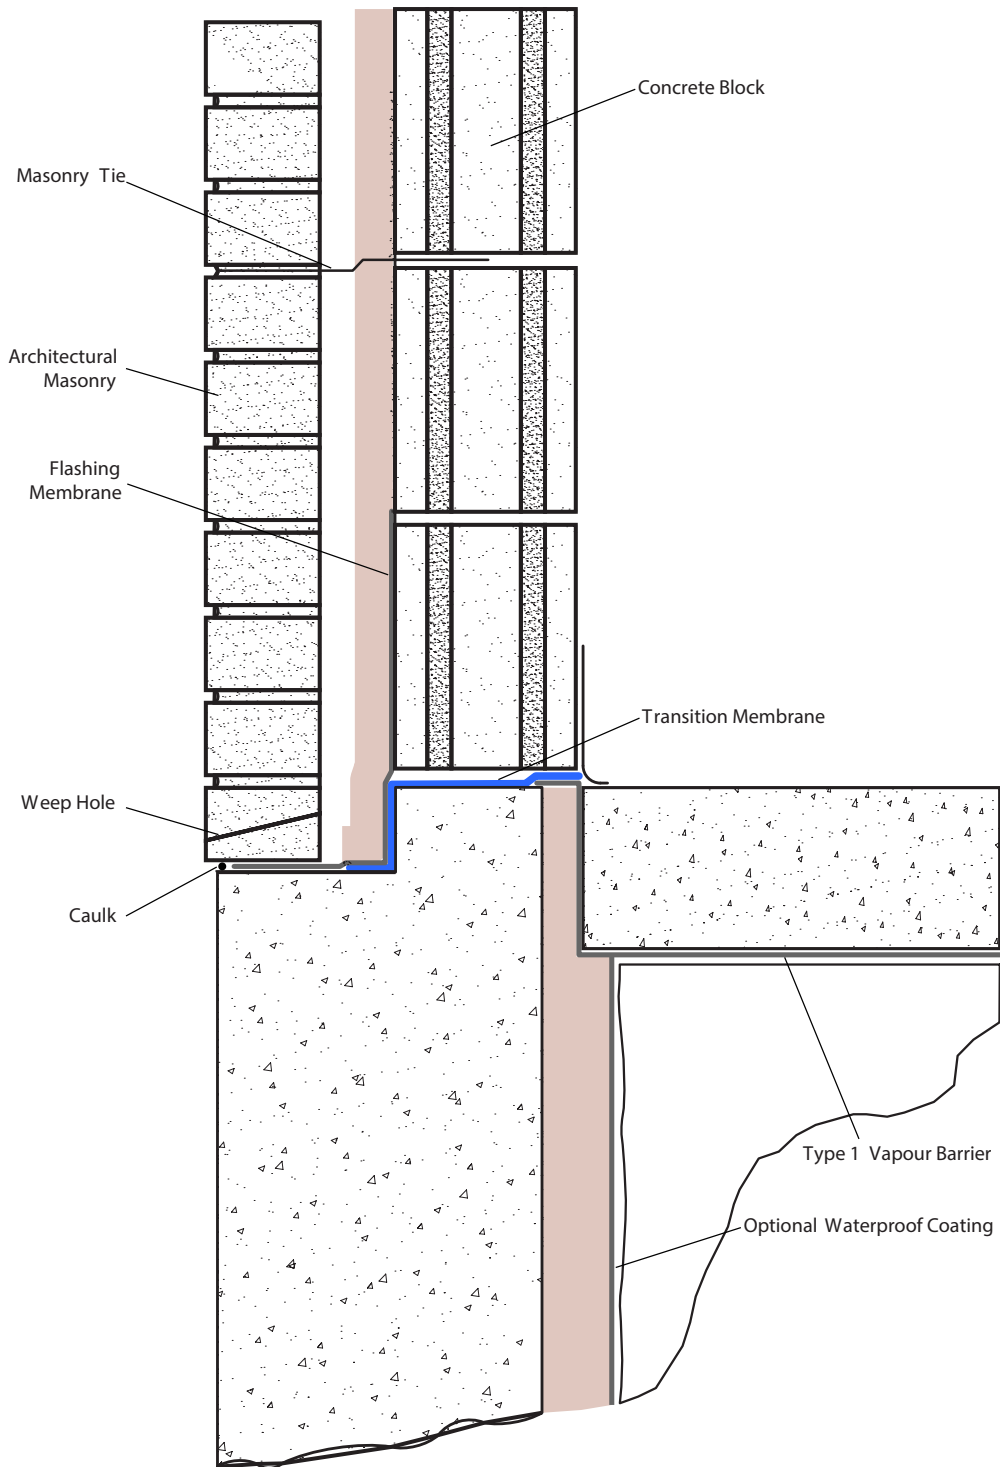 Concrete Block
Masonry Tie
Architectural
Masonry
Flashing
Membrane
Transition Membrane
Weep Hole
Caulk
Type 1 Vapour Barrier
Optional Waterproof Coating